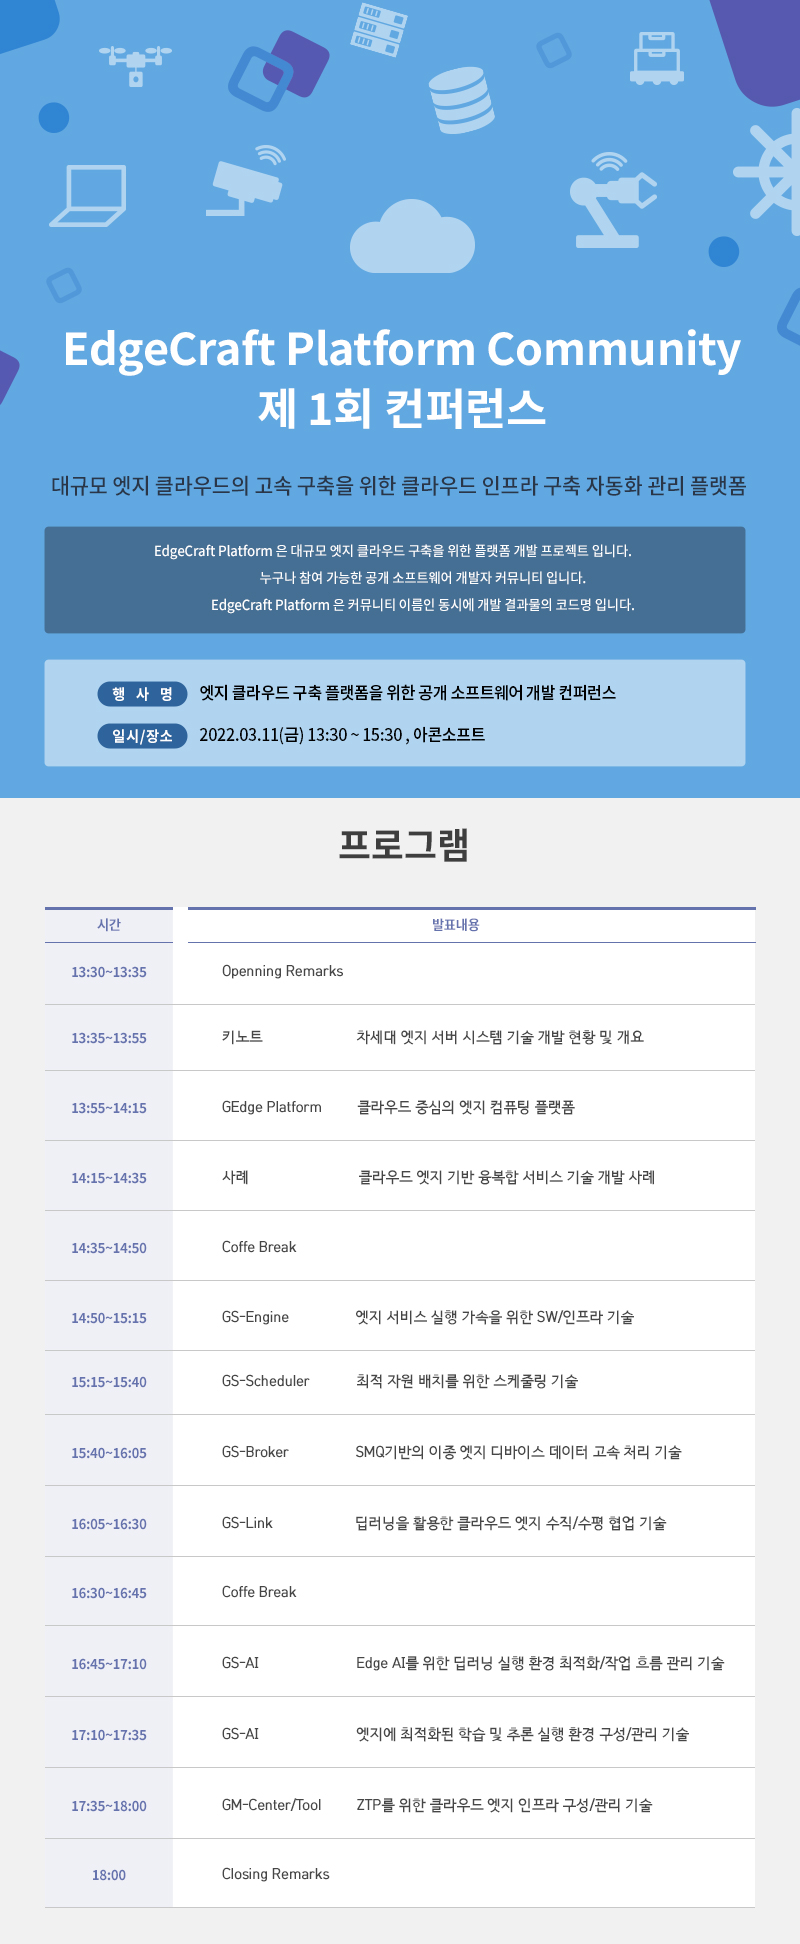 EdgeCraft Platform Community
제 1회 컨퍼런스
대규모 엣지 클라우드의 고속 구축을 위한 클라우드 인프라 구축 자동화 관리 플랫폼
EdgeCraft Platform 은 대규모 엣지 클라우드 구축을 위한 플랫폼 개발 프로젝트 입니다.
누구나 참여 가능한 공개 소프트웨어 개발자 커뮤니티 입니다.
EdgeCraft Platform 은 커뮤니티 이름인 동시에 개발 결과물의 코드명 입니다.
행 사 명 엣지 클라우드 구축 플랫폼을 위한 공개 소프트웨어 개발 컨퍼런스
일시/장소 2022.03.11(금) 13:30 ~ 15:30 , 아콘소프트
프로그램
시간 발표내용
13:30~13:35 Openning Remarks
13:35~13:55 키노트 차세대 엣지 서버 시스템 기술 개발 현황 및 개요
13:55~14:15 GEdge Platform 클라우드 중심의 엣지 컴퓨팅 플랫폼
14:15~14:35 사례 클라우드 엣지 기반 융복합 서비스 기술 개발 사례
14:35~14:50 Coffe Break
14:50~15:15 GS-Engine 엣지 서비스 실행 가속을 위한 SW/인프라 기술
15:15~15:40 GS-Scheduler 최적 자원 배치를 위한 스케줄링 기술
15:40~16:05 GS-Broker SMQ기반의 이종 엣지 디바이스 데이터 고속 처리 기술
16:05~16:30 GS-Link 딥러닝을 활용한 클라우드 엣지 수직/수평 협업 기술
16:30~16:45 Coffe Break
16:45~17:10 GS-AI Edge AI를 위한 딥러닝 실행 환경 최적화/작업 흐름 관리 기술
17:10~17:35 GS-AI 엣지에 최적화된 학습 및 추론 실행 환경 구성/관리 기술
17:35~18:00 GM-Center/Tool ZTP를 위한 클라우드 엣지 인프라 구성/관리 기술
18:00 Closing Remarks